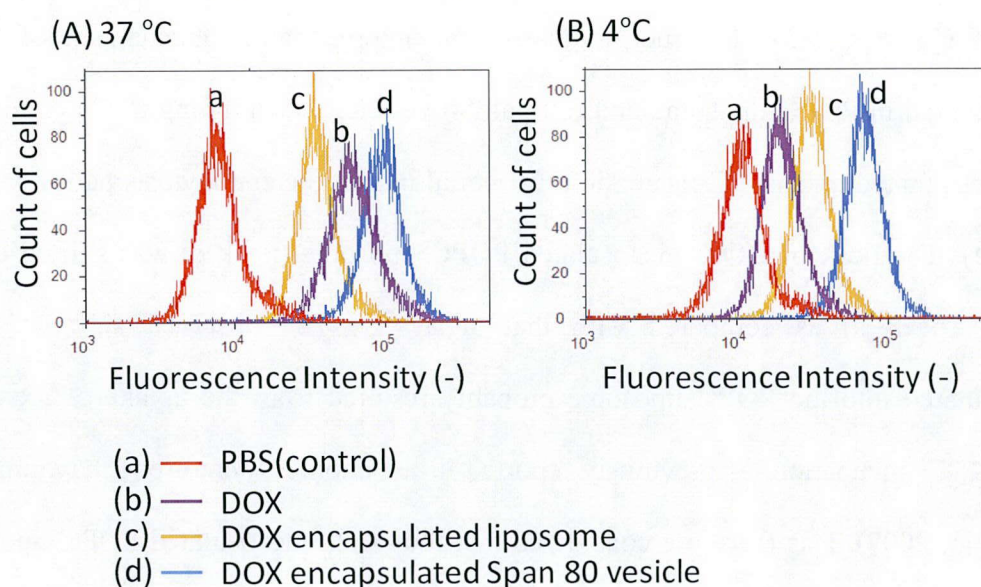 (A) 37 °C
(B) 4°C
Count of cells
100
80
60
40
20
0
a
c
b
d
10³
10⁴
10⁵
Fluorescence Intensity (-)
Count of cells
100
80
60
40
20
0
a
b
c
d
10³
10⁴
10⁵
Fluorescence Intensity (-)
(a) PBS(control)
(b) DOX
(c) DOX encapsulated liposome
(d) DOX encapsulated Span 80 vesicle